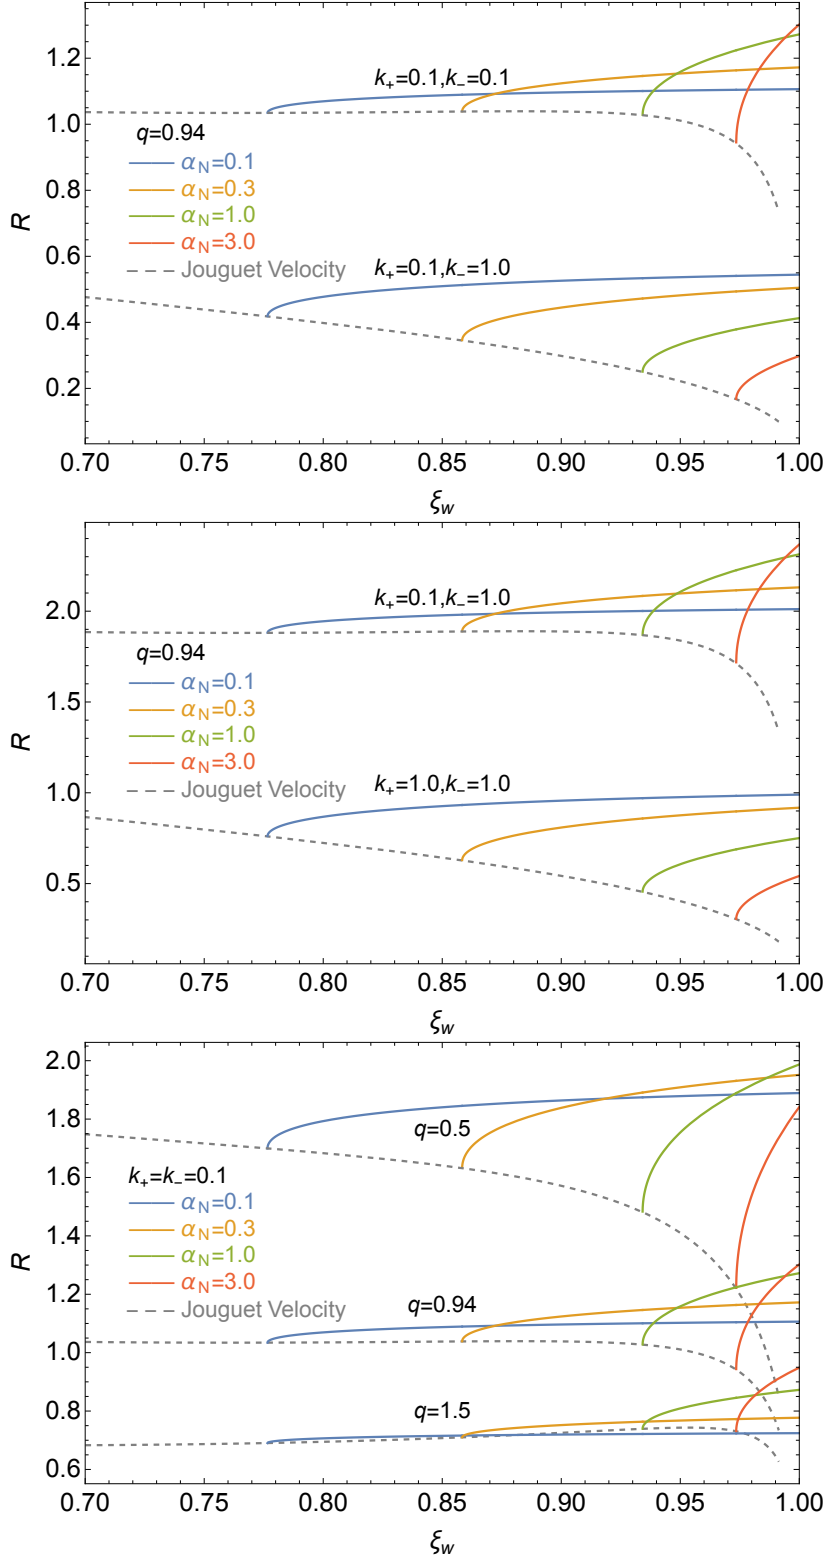 1.2
1.0
0.8
0.6
0.4
0.2
R
k+=0.1,k−=0.1
q=0.94
αN=0.1
αN=0.3
αN=1.0
αN=3.0
Jouguet Velocity
k+=0.1,k−=1.0
0.70 0.75 0.80 0.85 0.90 0.95 1.00
ξw
2.0
1.5
1.0
0.5
R
k+=0.1,k−=1.0
q=0.94
αN=0.1
αN=0.3
αN=1.0
αN=3.0
Jouguet Velocity
k+=1.0,k−=1.0
0.70 0.75 0.80 0.85 0.90 0.95 1.00
ξw
2.0
1.8
1.6
1.4
1.2
1.0
0.8
0.6
R
q=0.5
k+=k−=0.1
αN=0.1
αN=0.3
αN=1.0
αN=3.0
Jouguet Velocity
q=0.94
q=1.5
0.70 0.75 0.80 0.85 0.90 0.95 1.00
ξw